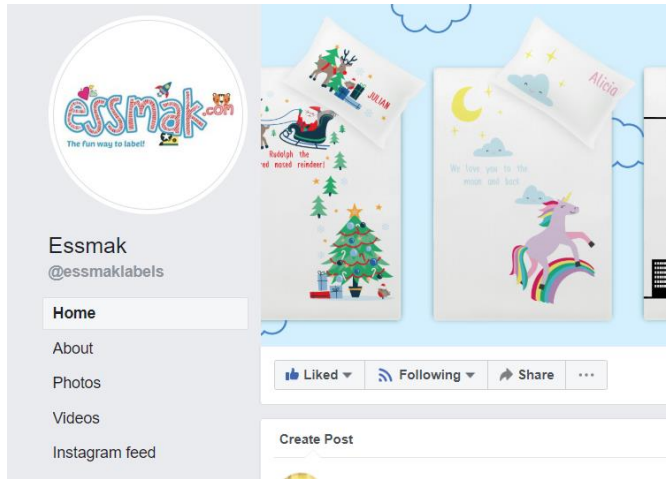 essmak.com
The fun way to label!
Essmak
@essmaklabels
Home
About
Photos
Videos
Instagram feed
JULIAN
Rudolph the
red nosed reindeer!
Alicia
We love you to the
moon and back
Liked
Following
Share
Create Post